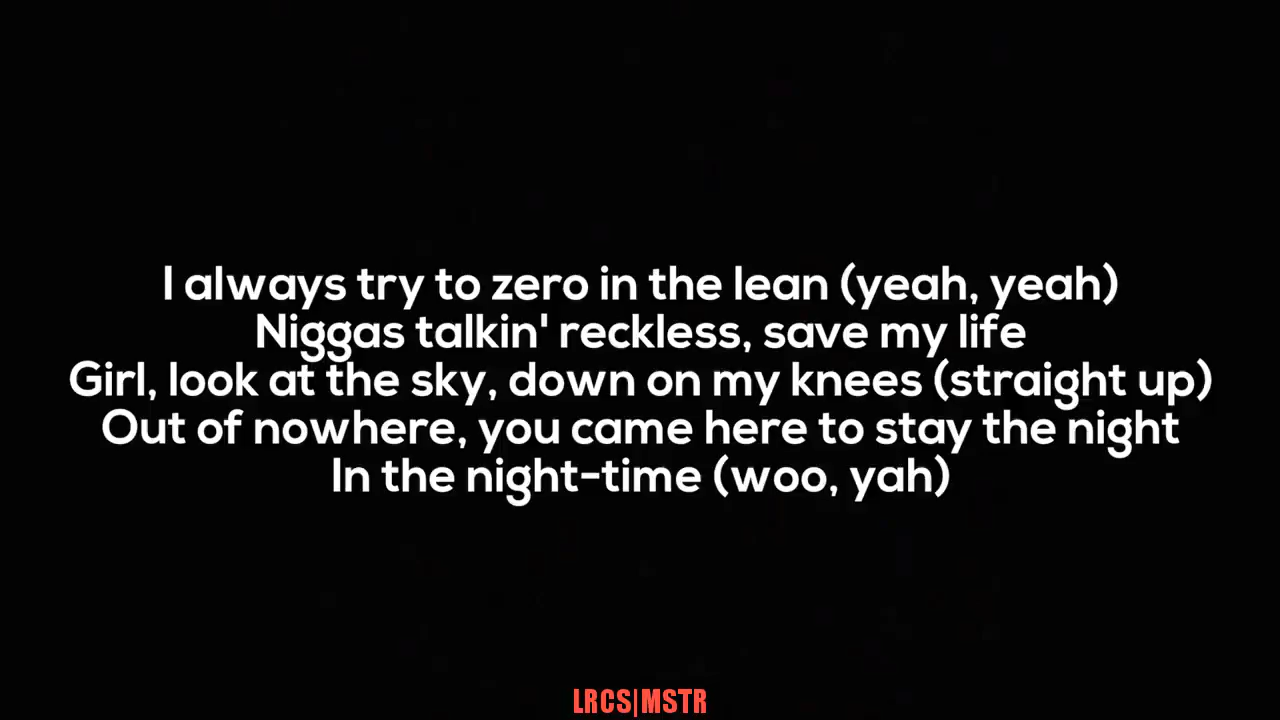 I always try to zero in the lean (yeah, yeah)
Niggas talkin' reckless, save my life
Girl, look at the sky, down on my knees (straight up)
Out of nowhere, you came here to stay the night
In the night-time (woo, yah)
LRCS|MSTR